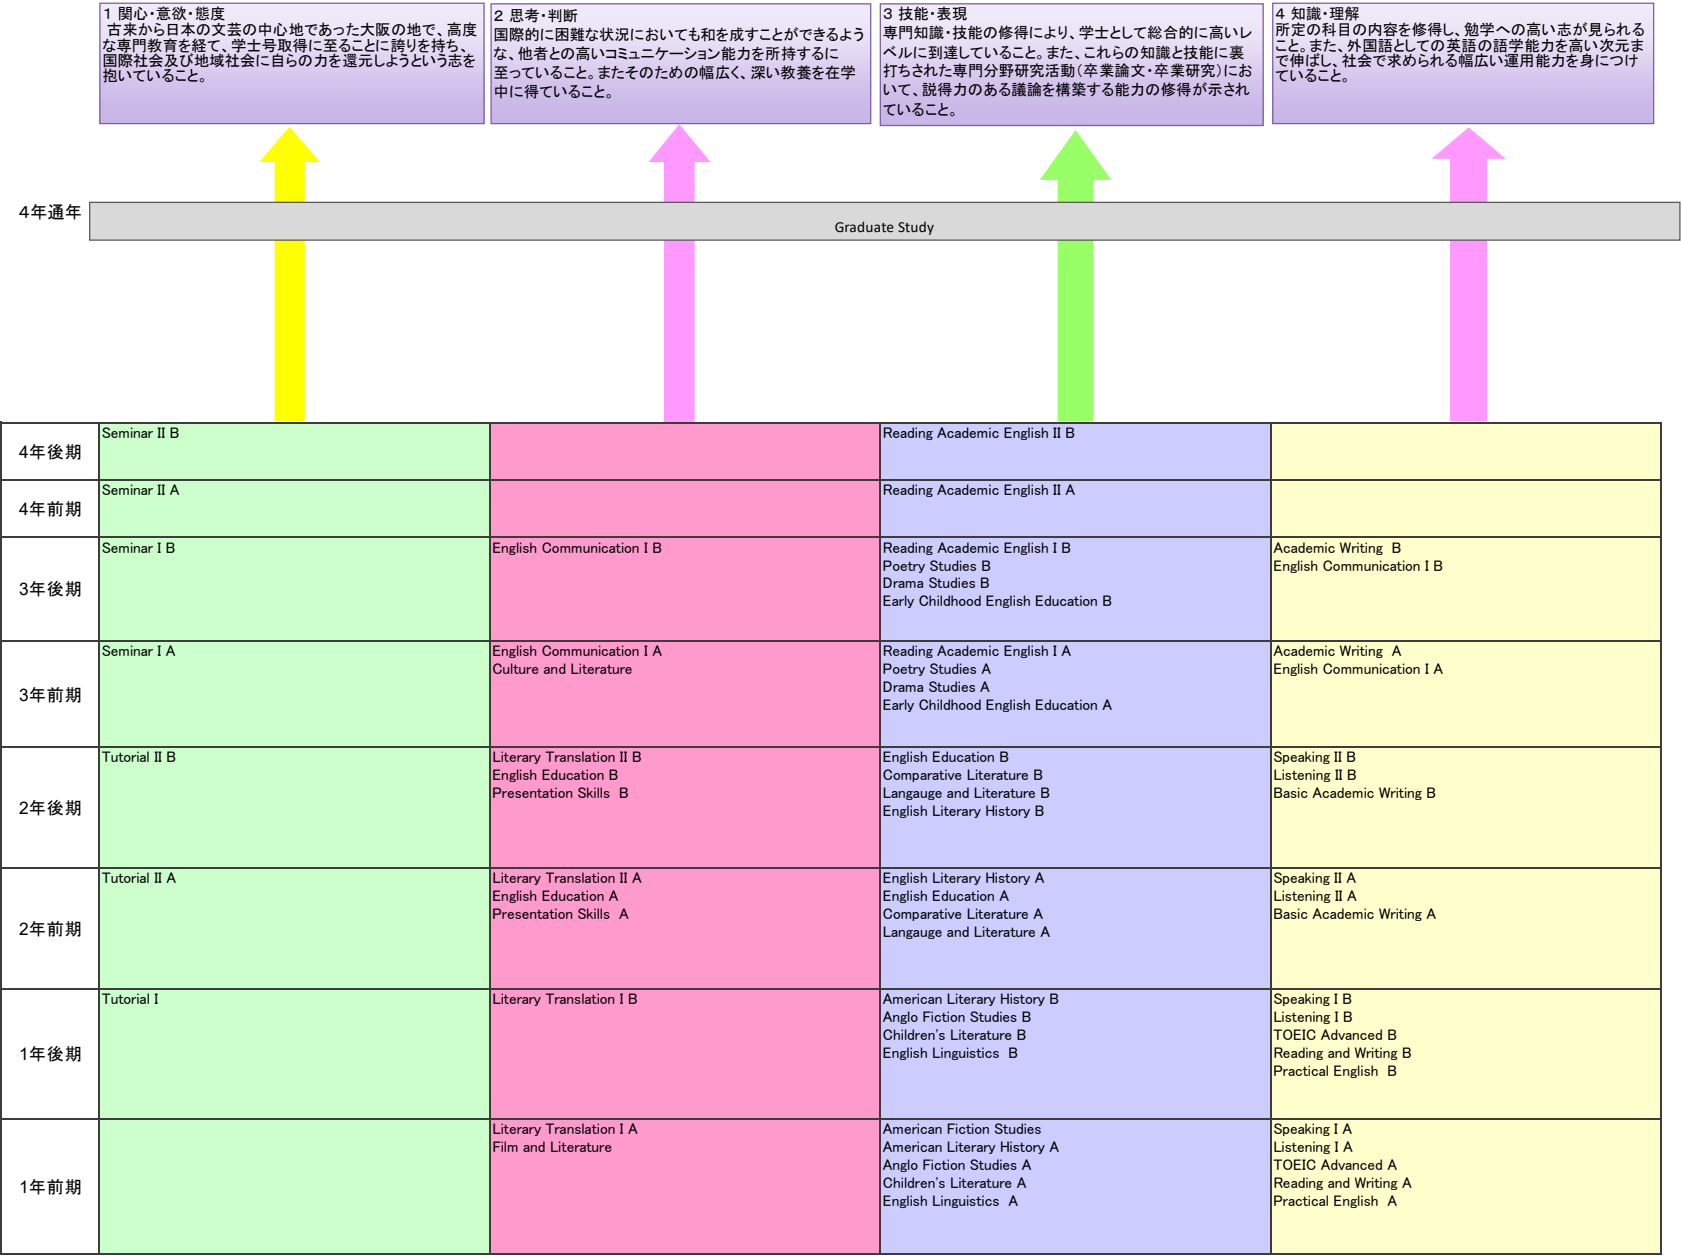 1 関心・意欲・態度
古来から日本の文芸の中心地であった大阪の地で、高度
な専門教育を経て、学士号取得に至ることに誇りを持ち、
国際社会及び地域社会に自らの力を還元しようという志を
抱いていること。
2 思考・判断
国際的に困難な状況においても和を成すことができるよう
な、他者との高いコミュニケーション能力を所持するに
至っていること。またそのための幅広く、深い教養を在学
中に得ていること。
3 技能・表現
専門知識・技能の修得により、学士として総合的に高いレ
ベルに到達していること。また、これらの知識と技能に裏
打ちされた専門分野研究活動（卒業論文・卒業研究）にお
いて、説得力のある議論を構築する能力の修得が示され
ていること。
4 知識・理解
所定の科目の内容を修得し、勉学への高い志が見られる
こと。また、外国語としての英語の語学能力を高い次元ま
で伸ばし、社会で求められる幅広い運用能力を身につけ
ていること。
4年通年
Graduate Study
4年後期
Seminar II B
Reading Academic English II B
4年前期
Seminar II A
Reading Academic English II A
3年後期
Seminar I B
English Communication I B
Reading Academic English I B
Poetry Studies B
Drama Studies B
Early Childhood English Education B
Academic Writing B
English Communication I B
3年前期
Seminar I A
English Communication I A
Culture and Literature
Reading Academic English I A
Poetry Studies A
Drama Studies A
Early Childhood English Education A
Academic Writing A
English Communication I A
2年後期
Tutorial II B
Literary Translation II B
English Education B
Presentation Skills B
English Education B
Comparative Literature B
Langauge and Literature B
English Literary History B
Speaking II B
Listening II B
Basic Academic Writing B
2年前期
Tutorial II A
Literary Translation II A
English Education A
Presentation Skills A
English Literary History A
English Education A
Comparative Literature A
Langauge and Literature A
Speaking II A
Listening II A
Basic Academic Writing A
1年後期
Tutorial I
Literary Translation I B
American Literary History B
Anglo Fiction Studies B
Children's Literature B
English Linguistics B
Speaking I B
Listening I B
TOEIC Advanced B
Reading and Writing B
Practical English B
1年前期
Literary Translation I A
Film and Literature
American Fiction Studies
American Literary History A
Anglo Fiction Studies A
Children's Literature A
English Linguistics A
Speaking I A
Listening I A
TOEIC Advanced A
Reading and Writing A
Practical English A